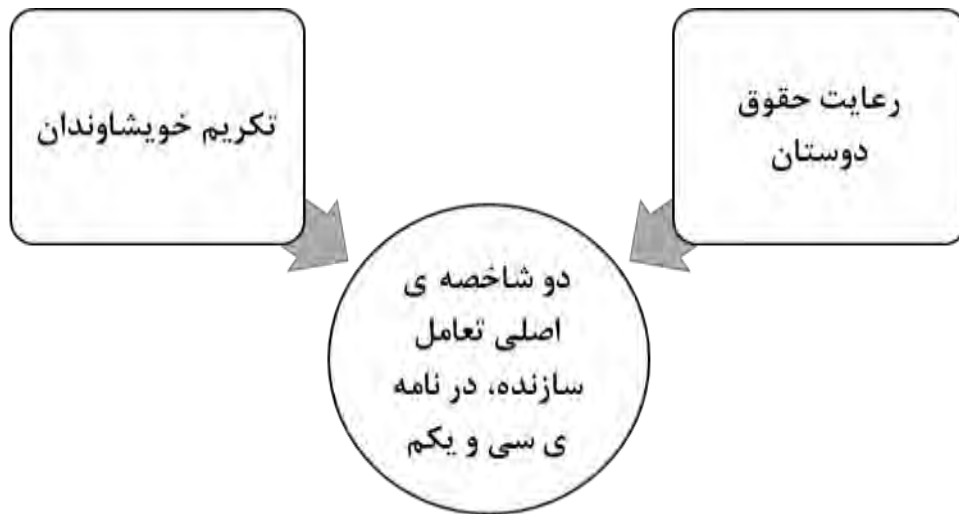 رعایت حقوق
دوستان
تکریم خویشاوندان
دو شاخصه ی
اصلی تعامل
سازنده، در نامه
ی سی و یکم